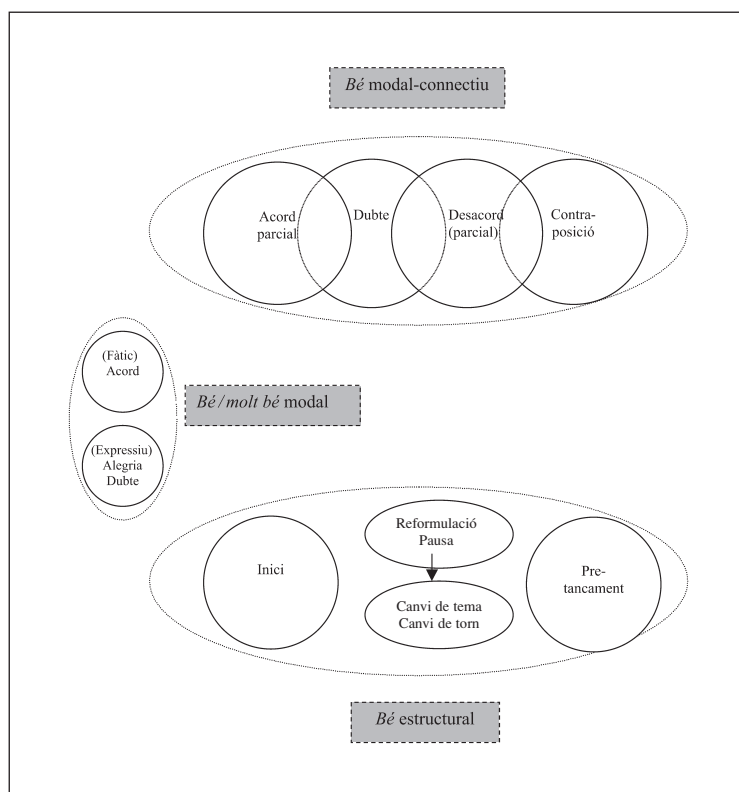 Bé modal-connectiu
Acord
parcial
Dubte
Desacord
(parcial)
Contra-
posició
(Fàtic)
Acord
Bé / molt bé modal
(Expressiu)
Alegria
Dubte
Inici
Reformulació
Pausa
Canvi de tema
Canvi de torn
Pre-
tancament
Bé estructural